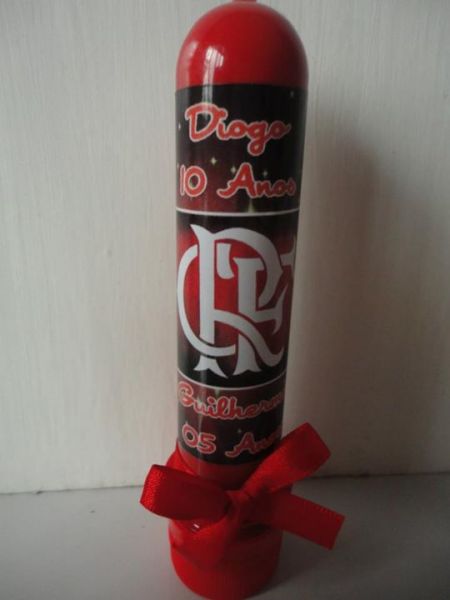 Diogo
10 Anos
CRF
Guilherme
05 Anos